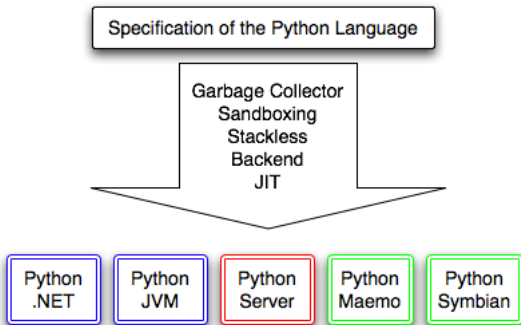 Specification of the Python Language
Garbage Collector
Sandboxing
Stackless
Backend
JIT
Python
.NET
Python
JVM
Python
Server
Python
Maemo
Python
Symbian